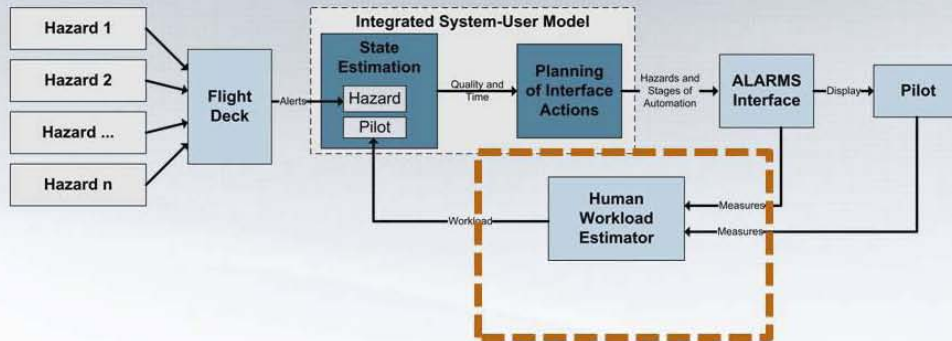 Integrated System-User Model
Hazard 1
Hazard 2
Hazard ...
Hazard n
Flight
Deck
Alerts
State
Estimation
Hazard
Pilot
Quality and
Time
Planning
of Interface
Actions
Hazards and
Stages of
Automation
ALARMS
Interface
Display
Pilot
Human
Workload
Estimator
Workload
Measures
Measures